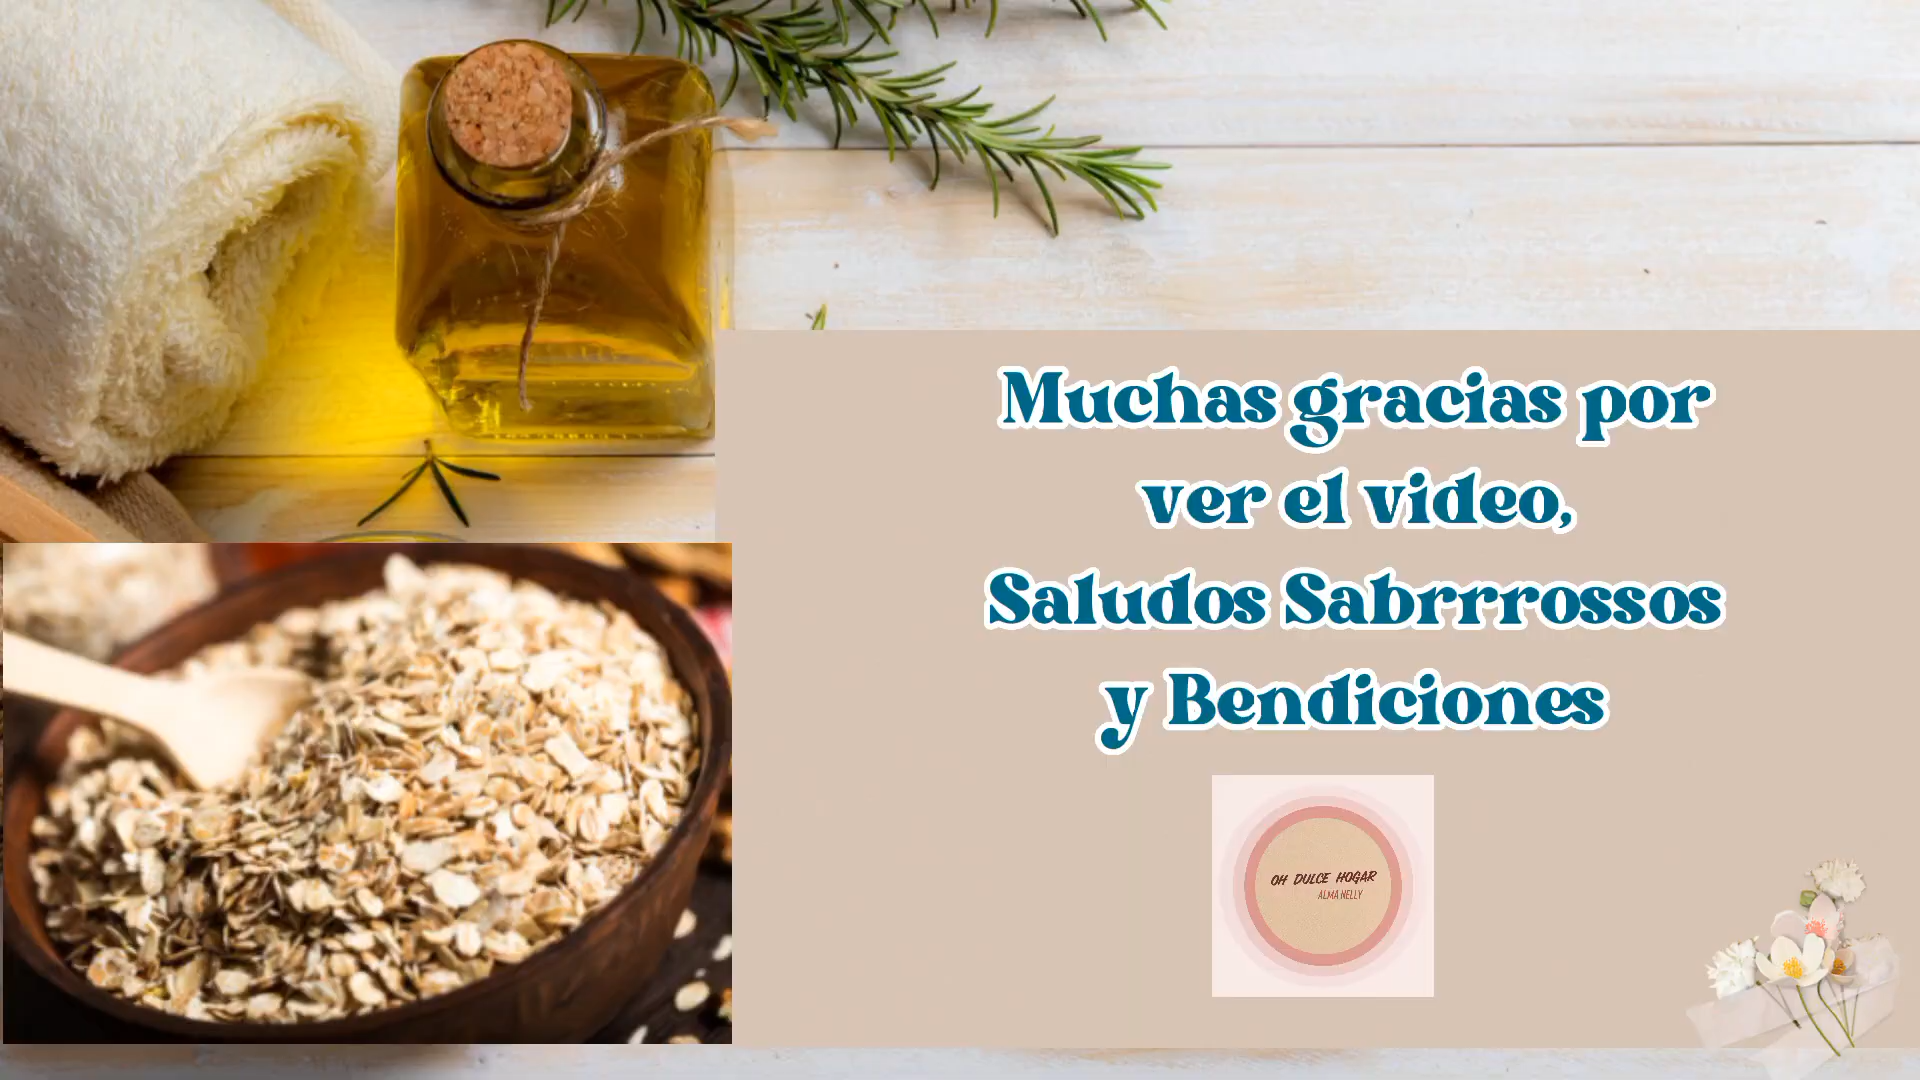 Muchas gracias por
ver el video,
Saludos Sabrrrossos
y Bendiciones
OH DULCE HOGAR
ALMA NELLY